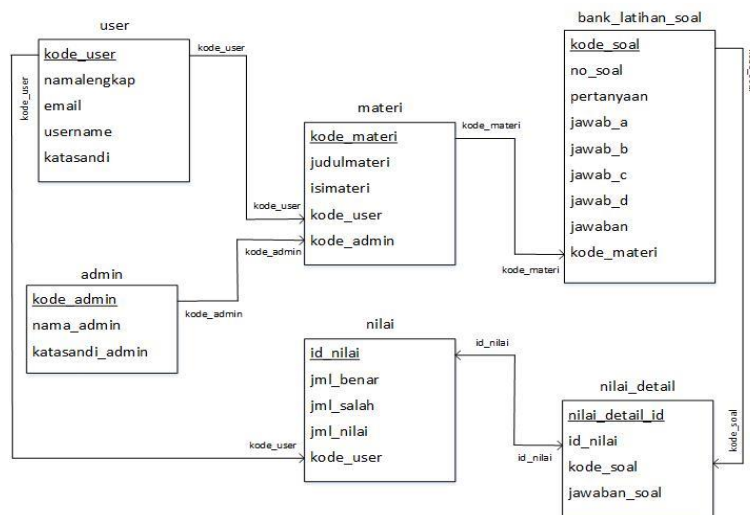 user
kode_user
namalengkap
email
username
katasandi
kode_user
kode_user
kode_user
materi
kode_materi
judulmateri
isimateri
kode_user
kode_admin
kode_materi
kode_materi
bank_latihan_soal
kode_soal
no_soal
pertanyaan
jawab_a
jawab_b
jawab_c
jawab_d
jawaban
kode_materi
admin
kode_admin
nama_admin
katasandi_admin
kode_admin
kode_admin
nilai
id_nilai
jml_benar
jml_salah
jml_nilai
kode_user
kode_user
id_nilai
id_nilai
nilai_detail
nilai_detail_id
id_nilai
kode_soal
jawaban_soal
kode_soal